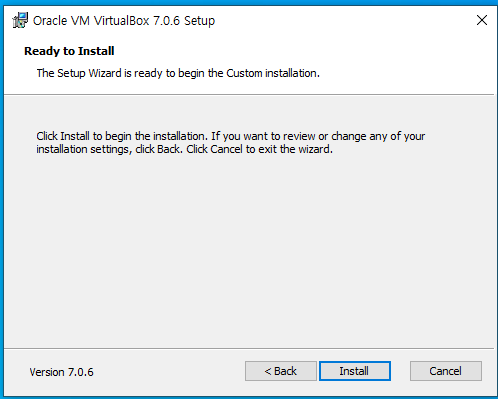 Oracle VM VirtualBox 7.0.6 Setup
Ready to Install
The Setup Wizard is ready to begin the Custom installation.
Click Install to begin the installation. If you want to review or change any of your
installation settings, click Back. Click Cancel to exit the wizard.
Version 7.0.6
< Back
Install
Cancel